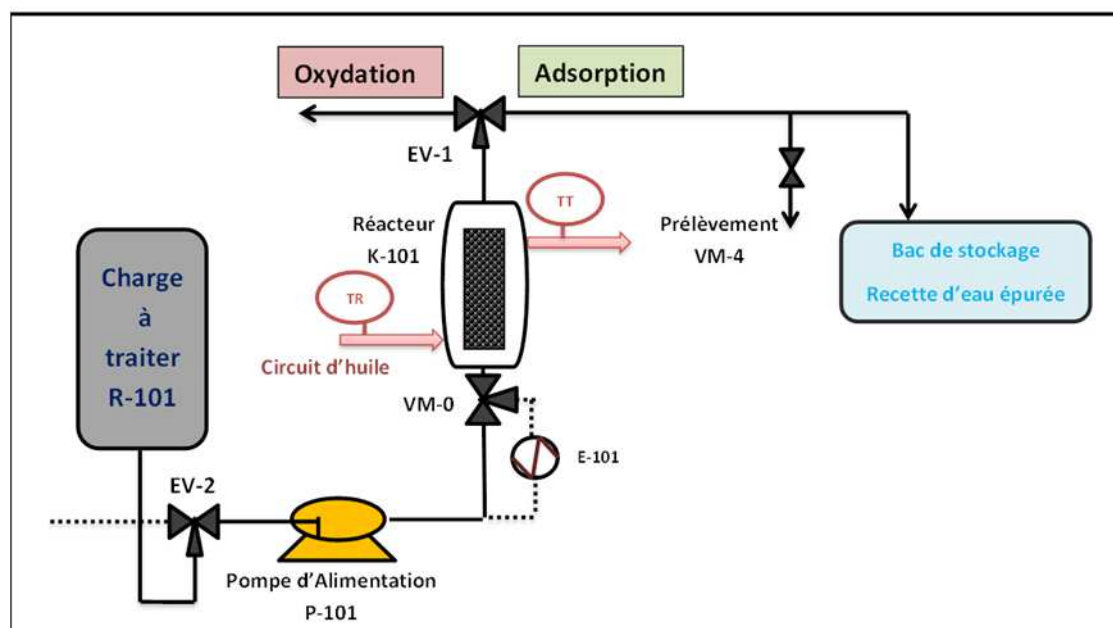 Oxydation
Adsorption
EV-1
TT
Réacteur
K-101
Prélèvement
VM-4
Charge
à
traiter
R-101
Bac de stockage
Recette d'eau épurée
TR
Circuit d'huile
VM-0
E-101
EV-2
Pompe d'Alimentation
P-101